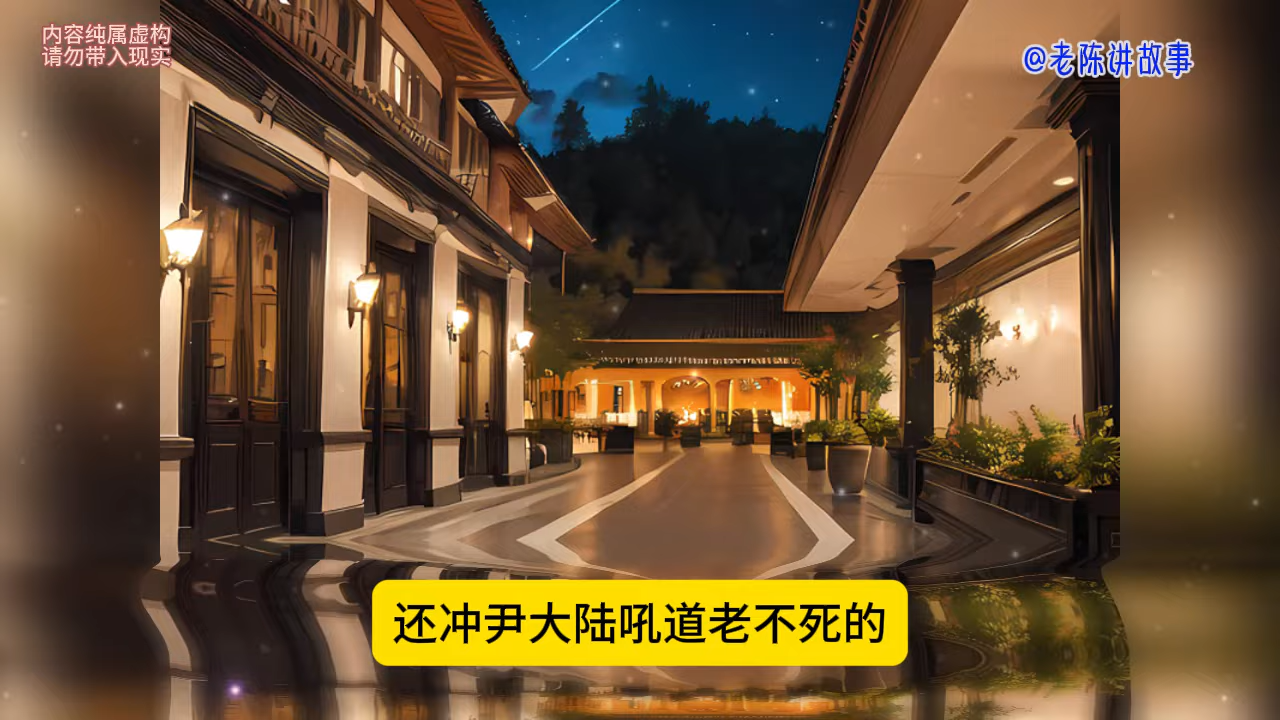 内容纯属虚构
请勿带入现实
@老陈讲故事
还冲尹大陆吼道老不死的